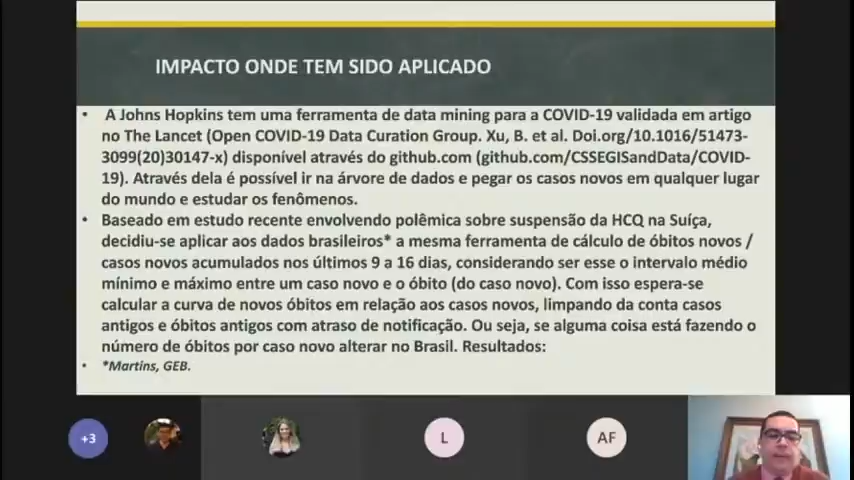 IMPACTO ONDE TEM SIDO APLICADO
• A Johns Hopkins tem uma ferramenta de data mining para a COVID-19 validada em artigo
no The Lancet (Open COVID-19 Data Curation Group. Xu, B. et al. Doi.org/10.1016/51473-
3099(20)30147-x) disponível através do github.com (github.com/CSSEGISandData/COVID-
19). Através dela é possível ir na árvore de dados e pegar os casos novos em qualquer lugar
do mundo e estudar os fenômenos.
• Baseado em estudo recente envolvendo polêmica sobre suspensão da HCQ na Suíça,
decidiu-se aplicar aos dados brasileiros* a mesma ferramenta de cálculo de óbitos novos /
casos novos acumulados nos últimos 9 a 16 dias, considerando ser esse o intervalo médio
mínimo e máximo entre um caso novo e o óbito (do caso novo). Com isso espera-se
calcular a curva de novos óbitos em relação aos casos novos, limpando da conta casos
antigos e óbitos antigos com atraso de notificação. Ou seja, se alguma coisa está fazendo o
número de óbitos por caso novo alterar no Brasil. Resultados:
• *Martins, GEB.
+3
L
AF